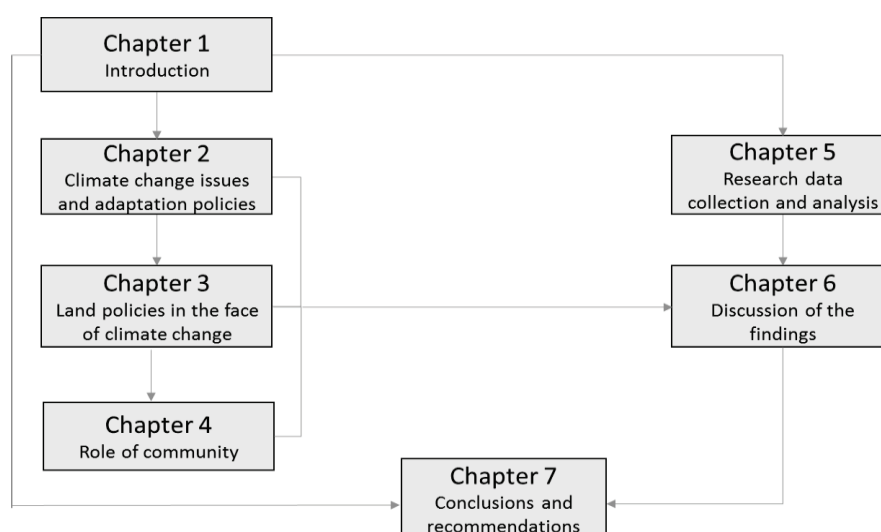 Chapter 1
Introduction
Chapter 2
Climate change issues
and adaptation policies
Chapter 3
Land policies in the face
of climate change
Chapter 4
Role of community
Chapter 5
Research data
collection and analysis
Chapter 6
Discussion of the
findings
Chapter 7
Conclusions and
recommendations